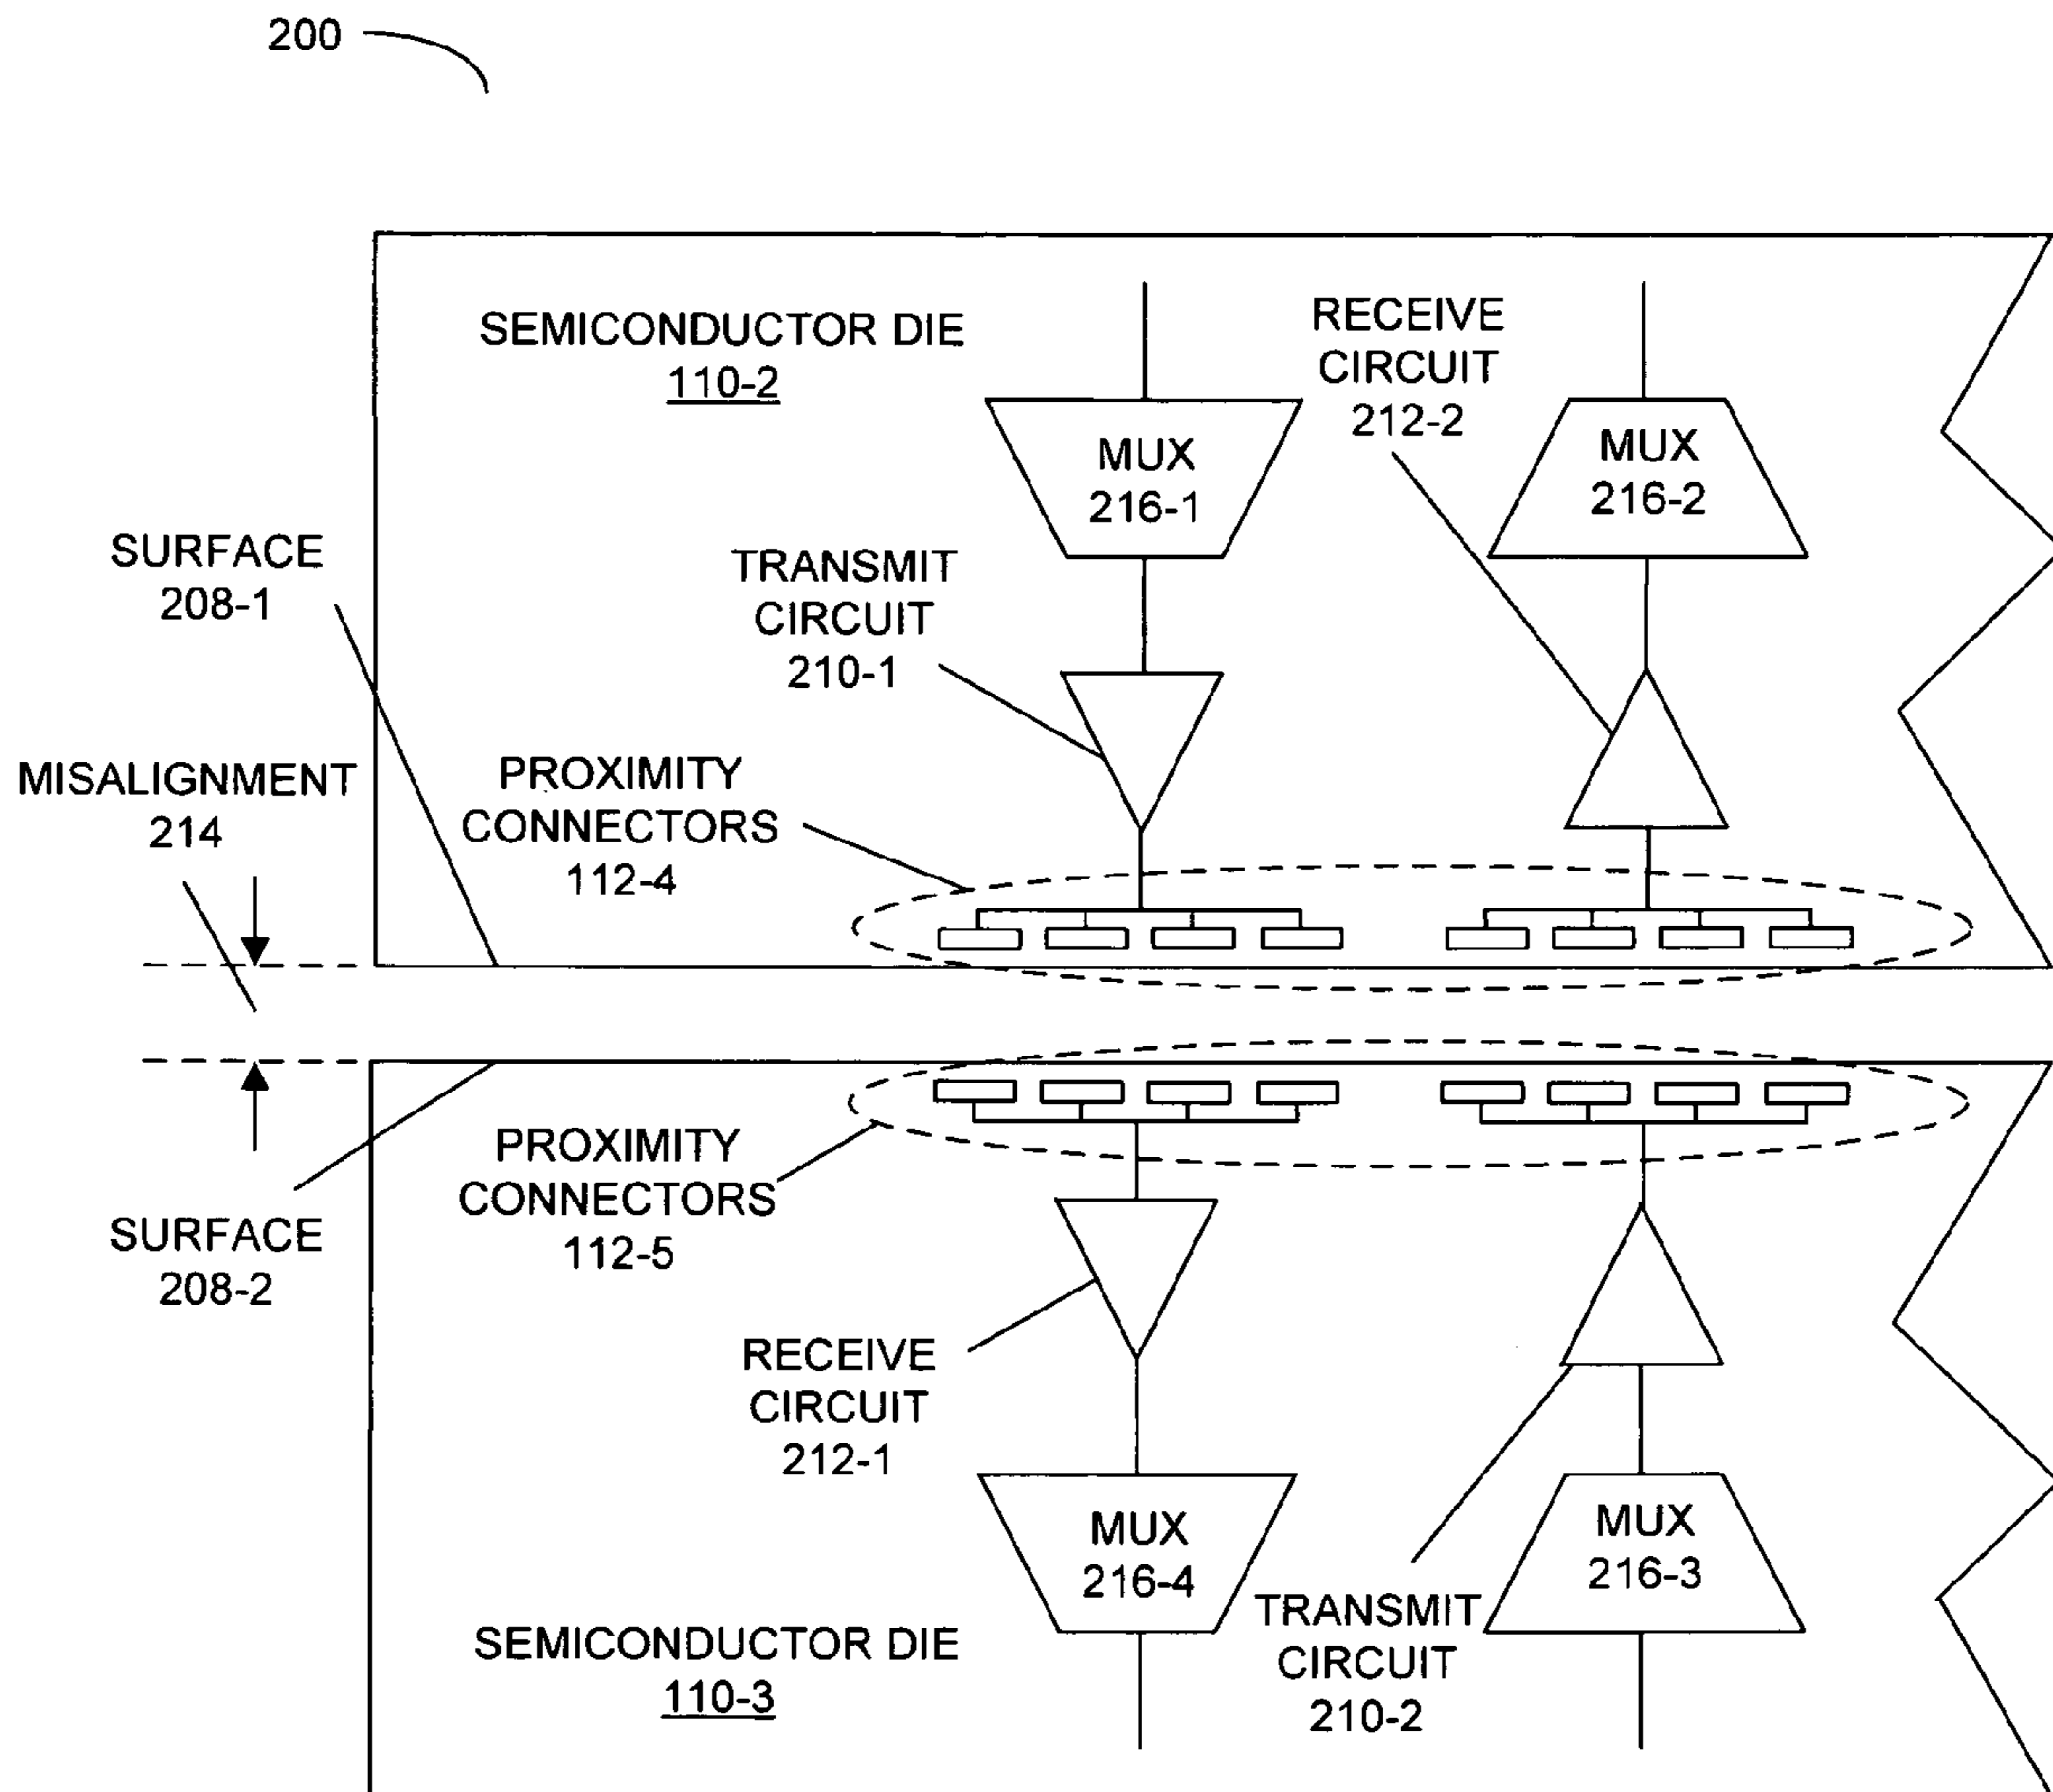 200
SEMICONDUCTOR DIE
110-2
RECEIVE
CIRCUIT
212-2
MUX
216-1
MUX
216-2
SURFACE
208-1
TRANSMIT
CIRCUIT
210-1
MISALIGNMENT
214
PROXIMITY
CONNECTORS
112-4
PROXIMITY
CONNECTORS
112-5
SURFACE
208-2
RECEIVE
CIRCUIT
212-1
MUX
216-4
MUX
216-3
TRANSMIT
CIRCUIT
210-2
SEMICONDUCTOR DIE
110-3